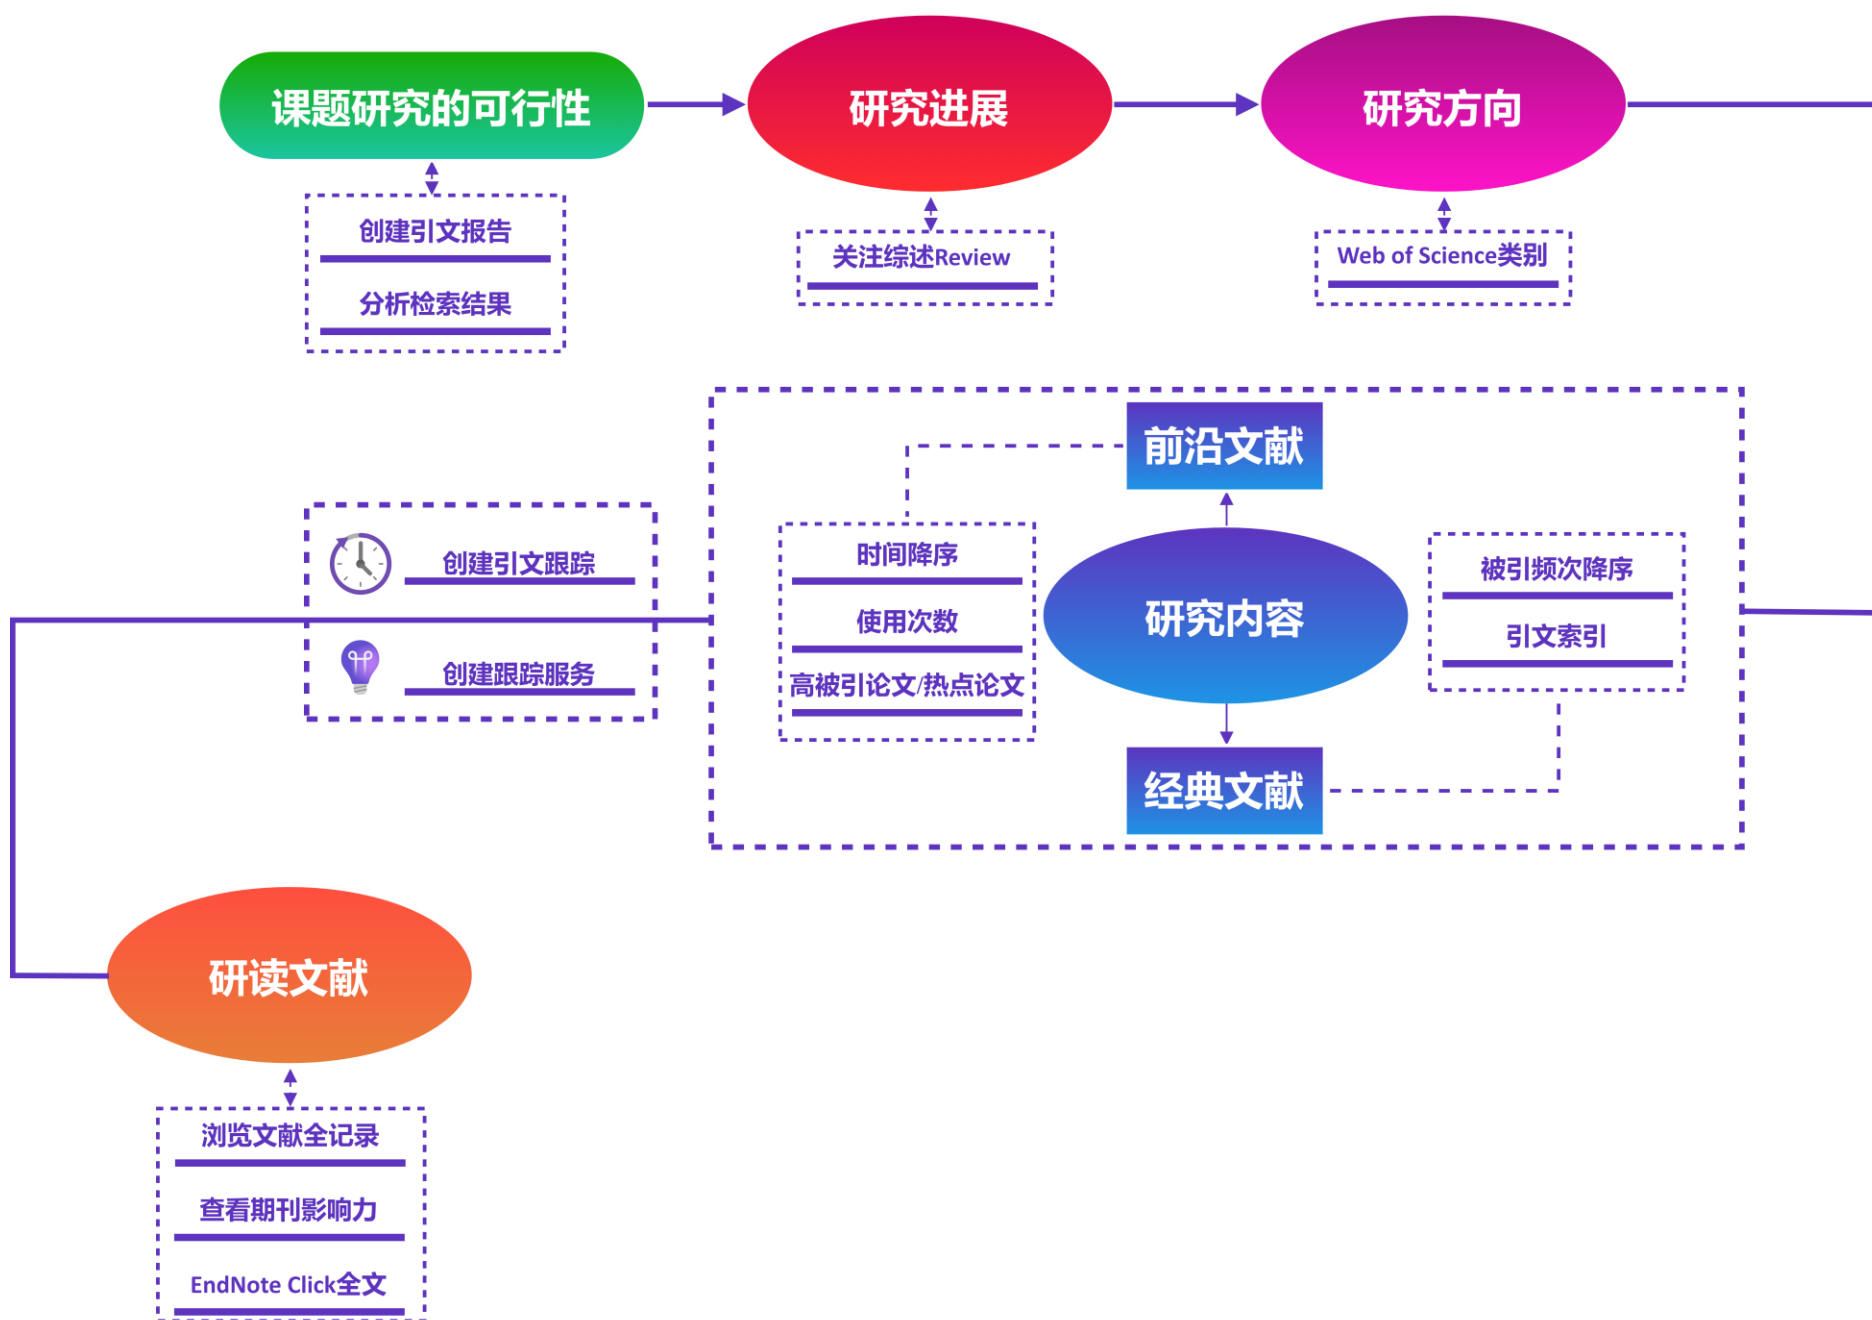 课题研究的可行性
研究进展
研究方向
创建引文报告
分析检索结果
关注综述Review
Web of Science类别
前沿文献
时间降序
使用次数
高被引论文/热点论文
研究内容
被引频次降序
引文索引
经典文献
创建引文跟踪
创建跟踪服务
研读文献
浏览文献全记录
查看期刊影响力
EndNote Click全文